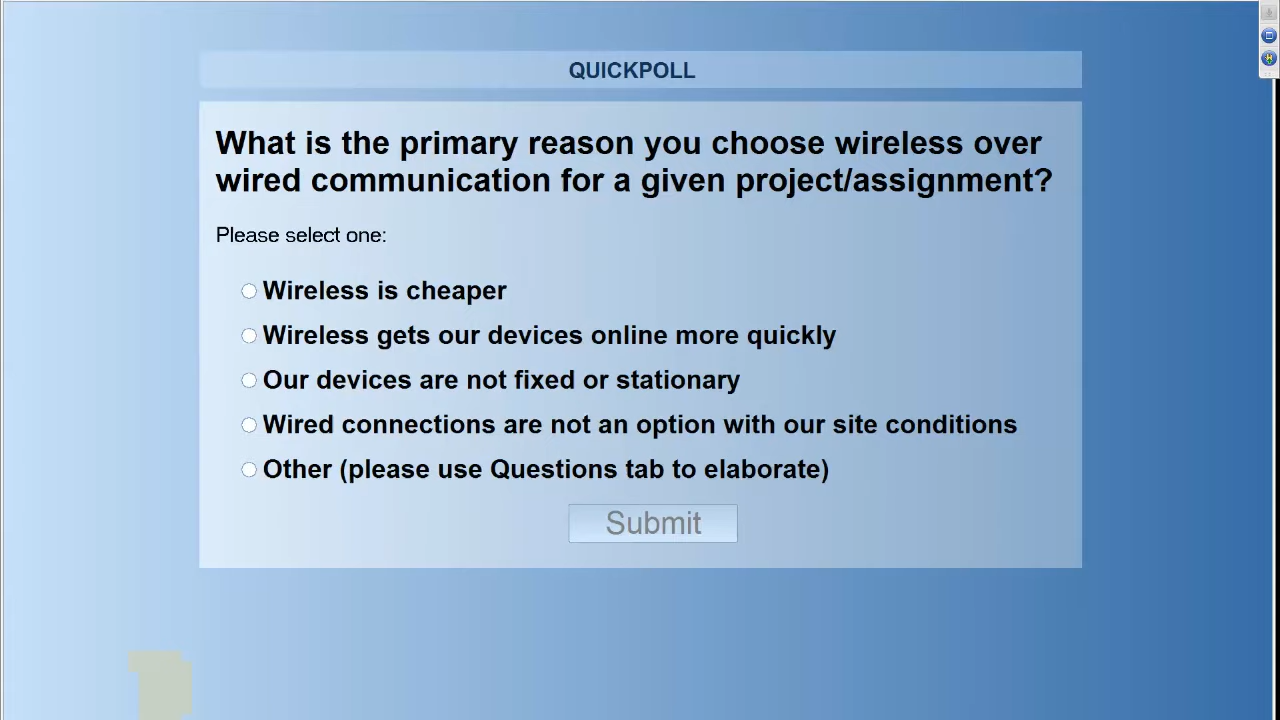 QUICKPOLL
What is the primary reason you choose wireless over
wired communication for a given project/assignment?
Please select one:
Wireless is cheaper
Wireless gets our devices online more quickly
Our devices are not fixed or stationary
Wired connections are not an option with our site conditions
Other (please use Questions tab to elaborate)
Submit